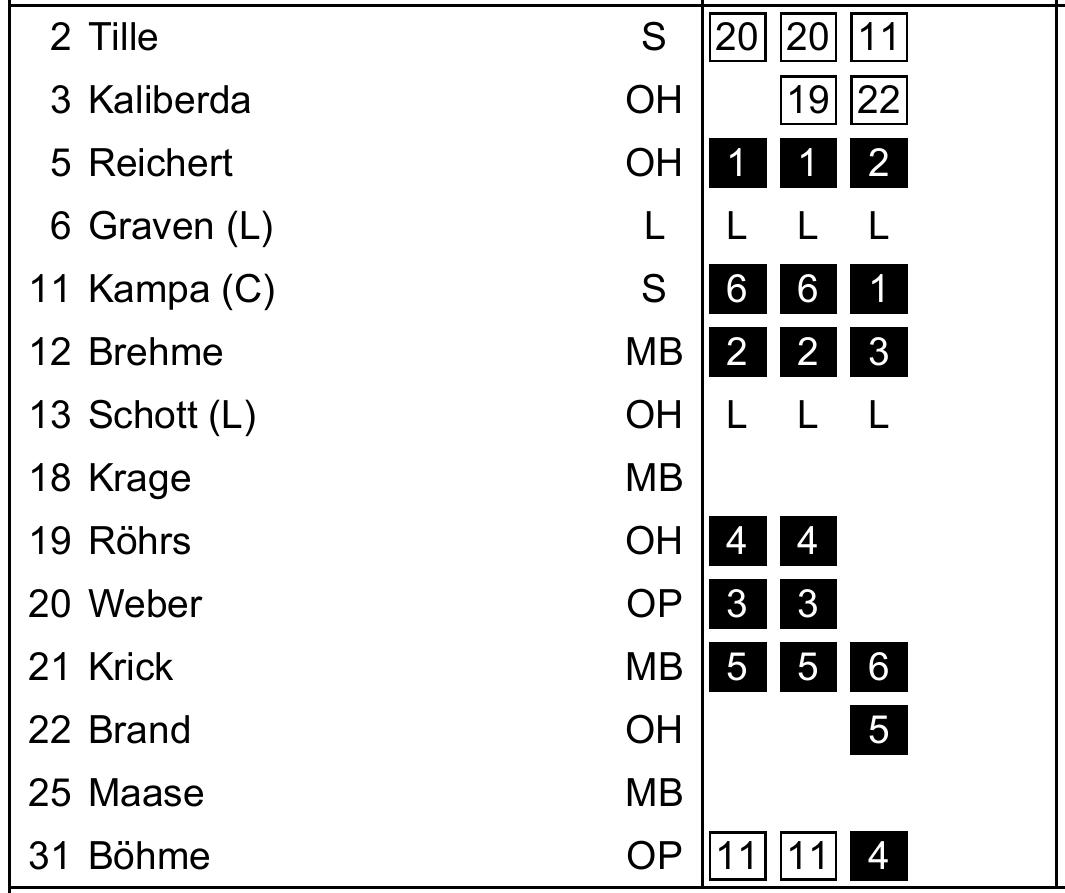 2 Tille S 20 20 11
3 Kaliberda OH 19 22
5 Reichert OH 1 1 2
6 Graven (L) L L L L
11 Kampa (C) S 6 6 1
12 Brehme MB 2 2 3
13 Schott (L) OH L L L
18 Krage MB
19 Röhrs OH 4 4
20 Weber OP 3 3
21 Krick MB 5 5 6
22 Brand OH 5
25 Maase MB
31 Böhme OP 11 11 4